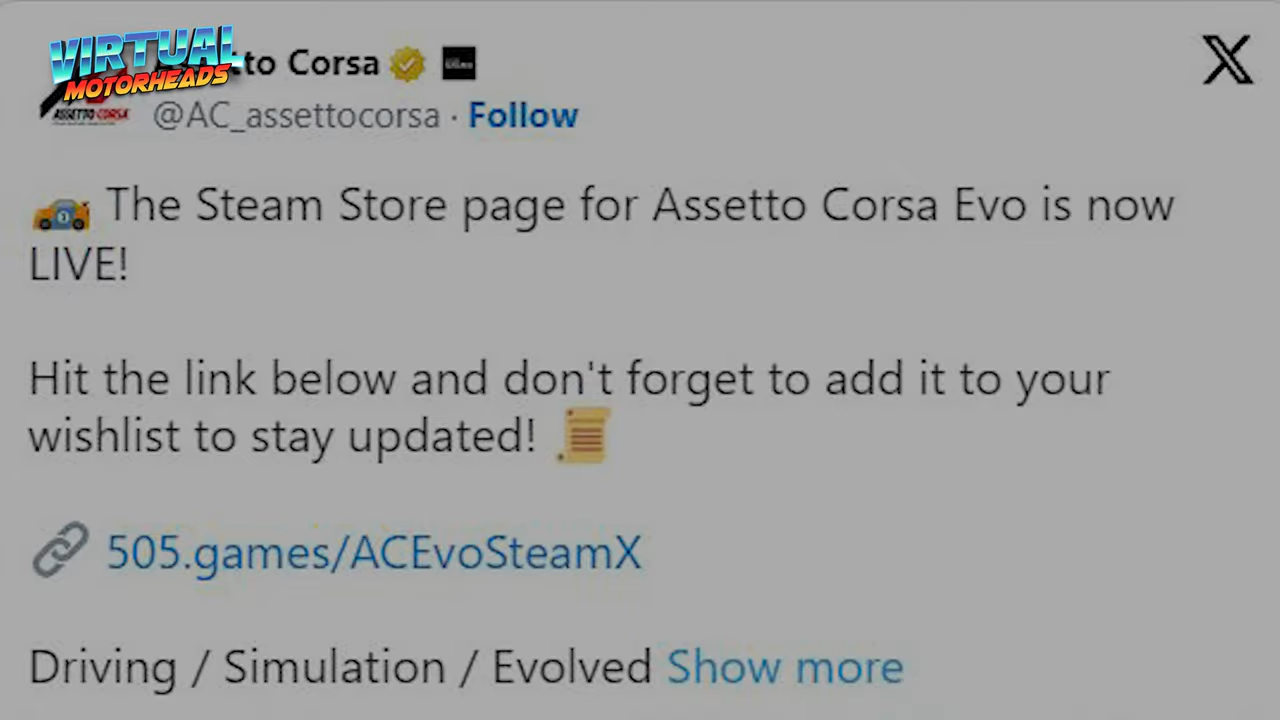 VIRTUAL
MOTORHEADS
tto Corsa
ASSETTO CORSA
@AC_assettocorsa · Follow
The Steam Store page for Assetto Corsa Evo is now
LIVE!
Hit the link below and don't forget to add it to your
wishlist to stay updated!
505.games/ACEvoSteamX
Driving / Simulation / Evolved Show more